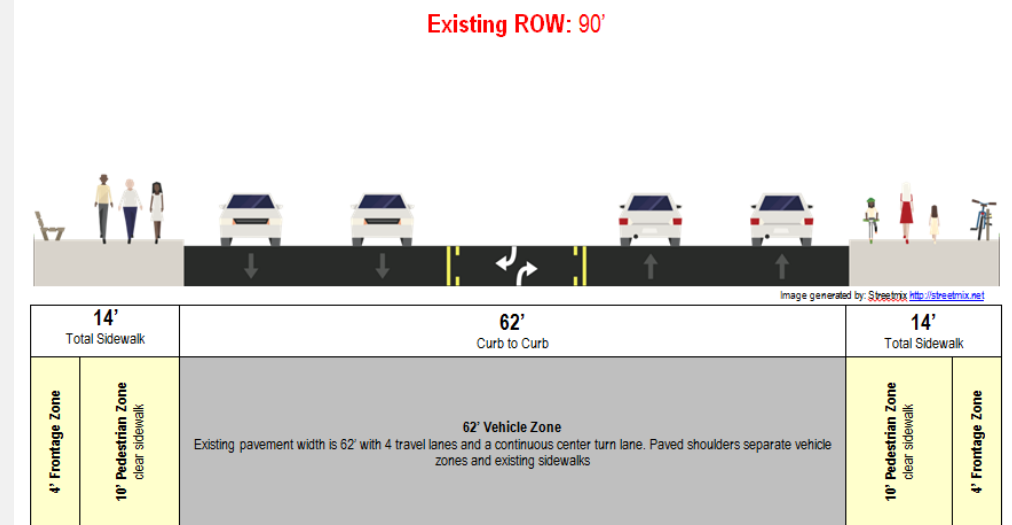 Existing ROW: 90'
Image generated by: Streetmix http://streetmix.net
14'
Total Sidewalk
62'
Curb to Curb
14'
Total Sidewalk
4' Frontage Zone
10' Pedestrian Zone
clear sidewalk
62' Vehicle Zone
Existing pavement width is 62' with 4 travel lanes and a continuous center turn lane. Paved shoulders separate vehicle
zones and existing sidewalks
10' Pedestrian Zone
clear sidewalk
4' Frontage Zone